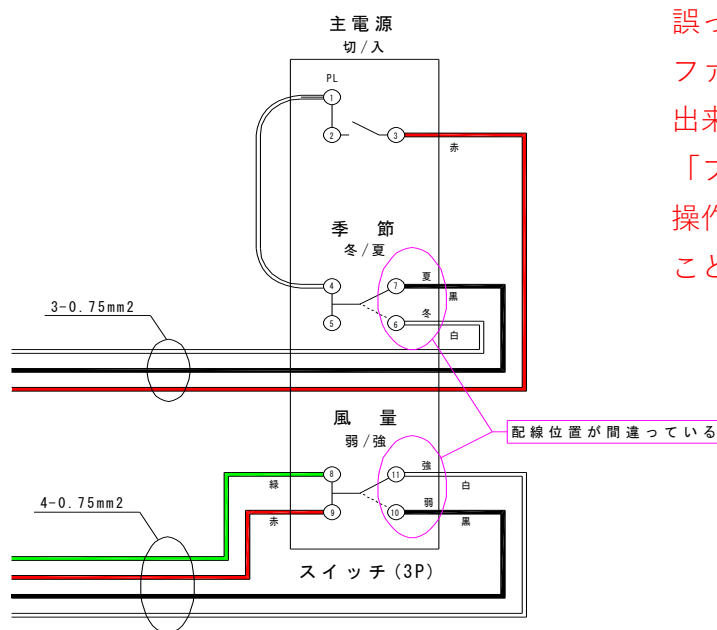 主電源
切/入
PL
1
2
3
赤
季 節
冬/夏
4
7
夏
黒
5
6
冬
白
3-0.75mm2
風 量
弱/強
8
11
強
白
緑
9
10
弱
赤
黒
4-0.75mm2
スイッチ(3P)
配線位置が間違っている
誤っ
ファ
出来
操作
こと